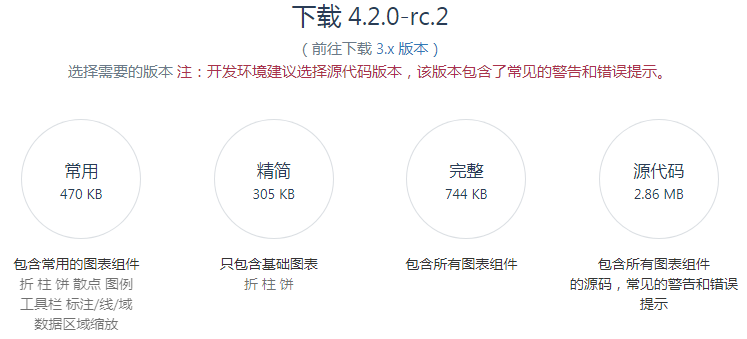 下载 4.2.0-rc.2
（ 前往下载 3.x 版本 ）
选择需要的版本 注：开发环境建议选择源代码版本，该版本包含了常见的警告和错误提示。
常用
470 KB
包含常用的图表组件
折 柱 饼 散点 图例
工具栏 标注/线/域
数据区域缩放
精简
305 KB
只包含基础图表
折 柱 饼
完整
744 KB
包含所有图表组件
源代码
2.86 MB
包含所有图表组件
的源码，常见的警告和错误
提示